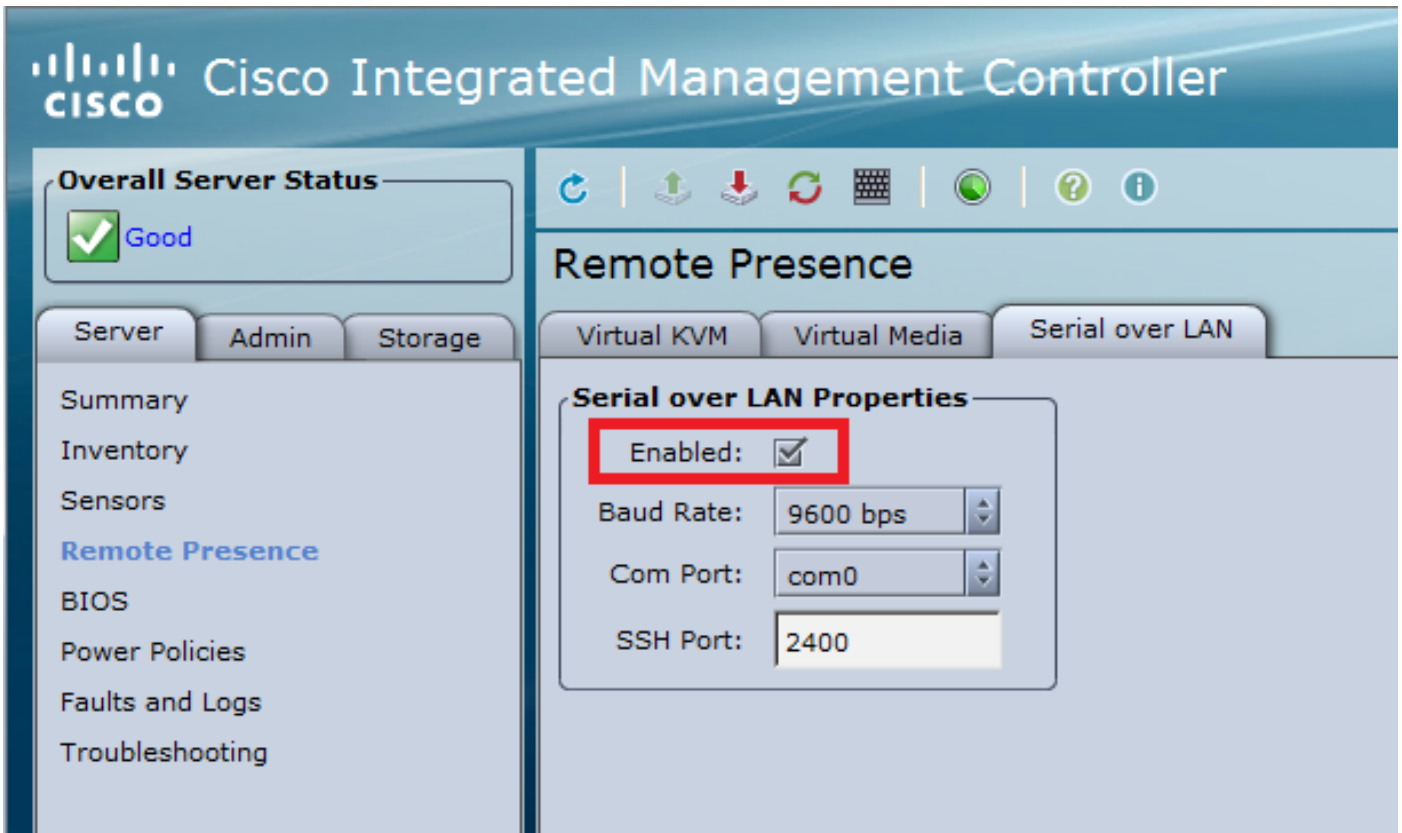 CISCO
Cisco Integrated Management Controller
Overall Server Status
Good
Server
Admin
Storage
Summary
Inventory
Sensors
Remote Presence
BIOS
Power Policies
Faults and Logs
Troubleshooting
Remote Presence
Virtual KVM
Virtual Media
Serial over LAN
Serial over LAN Properties
Enabled:
Baud Rate: 9600 bps
Com Port: com0
SSH Port: 2400